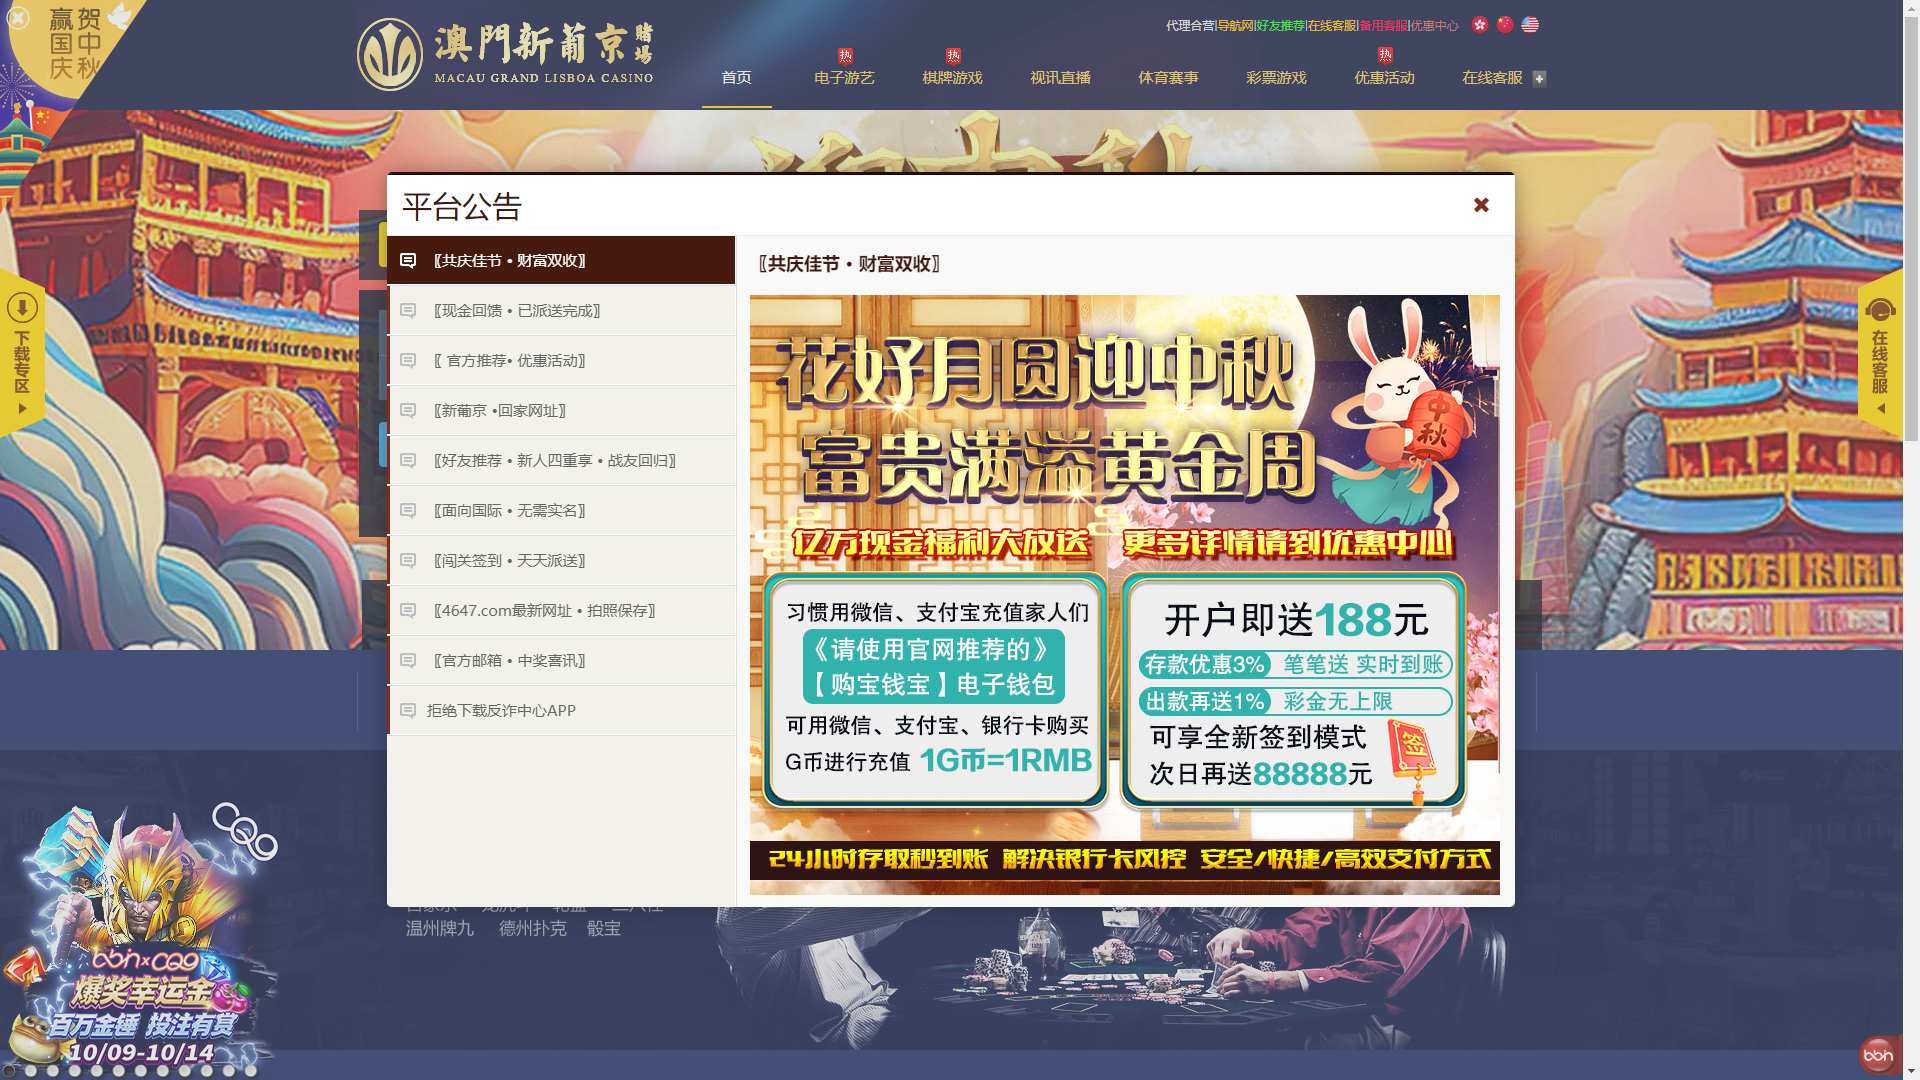 贺中秋
赢国庆
澳門新葡京賭場
MACAU GRAND LISBOA CASINO
代理合营|导航网|好友推荐|在线客服|备用客服|优惠中心
热
热
热
首页
电子游艺
棋牌游戏
视讯直播
体育赛事
彩票游戏
优惠活动
在线客服
下载专区
在线客服
平台公告
〖共庆佳节 • 财富双收〗
〖现金回馈 • 已派送完成〗
〖 官方推荐• 优惠活动〗
〖新葡京 •回家网址〗
〖好友推荐 • 新人四重享 • 战友回归〗
〖面向国际 • 无需实名〗
〖闯关签到 • 天天派送〗
〖4647.com最新网址 • 拍照保存〗
〖官方邮箱 • 中奖喜讯〗
拒绝下载反诈中心APP
〖共庆佳节 • 财富双收〗
花好月圆迎中秋
富贵满溢黄金周
中秋
亿万现金福利大放送 更多详情请到优惠中心
习惯用微信、支付宝充值家人们
《请使用官网推荐的》
【购宝钱宝】电子钱包
可用微信、支付宝、银行卡购买
G币进行充值 1G币=1RMB
开户即送188元
存款优惠3% 笔笔送 实时到账
出款再送1% 彩金无上限
可享全新签到模式
次日再送88888元
签
24小时存取秒到账 解决银行卡风控 安全/快捷/高效支付方式
温州牌九 德州扑克 骰宝
CQ9
bbin x CQ9
爆奖幸运金
百万金锤 投注有赏
10/09-10/14
bbin